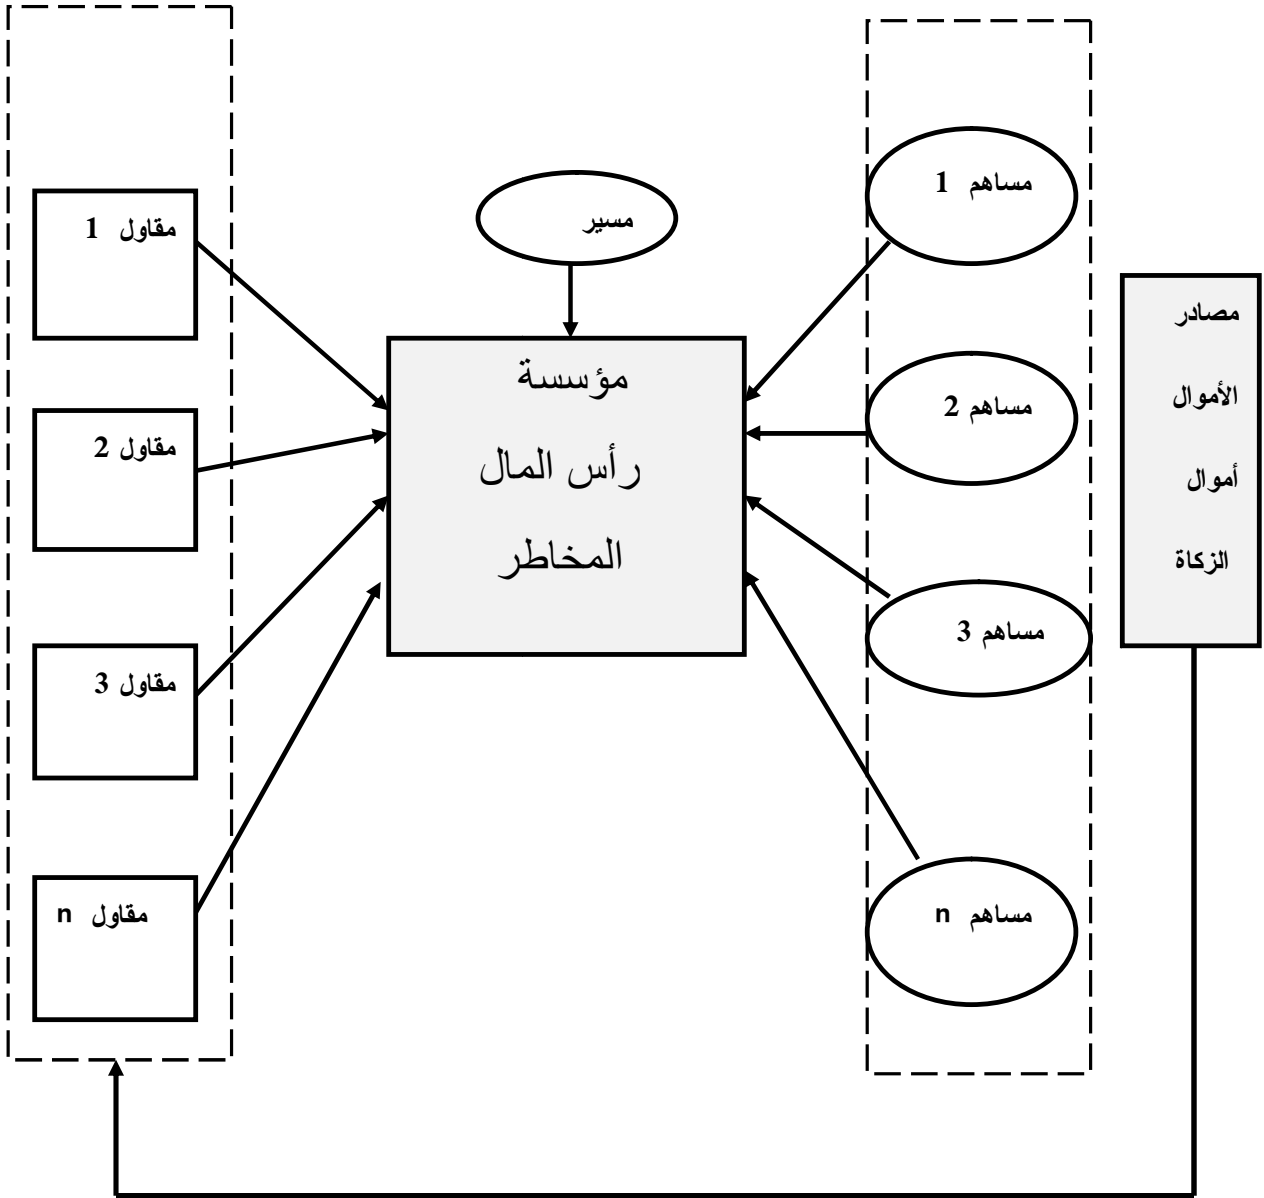 مصادر
الأموال
أموال
الزكاة
مساهم 1
مساهم 2
مساهم 3
مساهم n
مسير
مؤسسة
رأس المال
المخاطر
مقاول 1
مقاول 2
مقاول 3
مقاول n